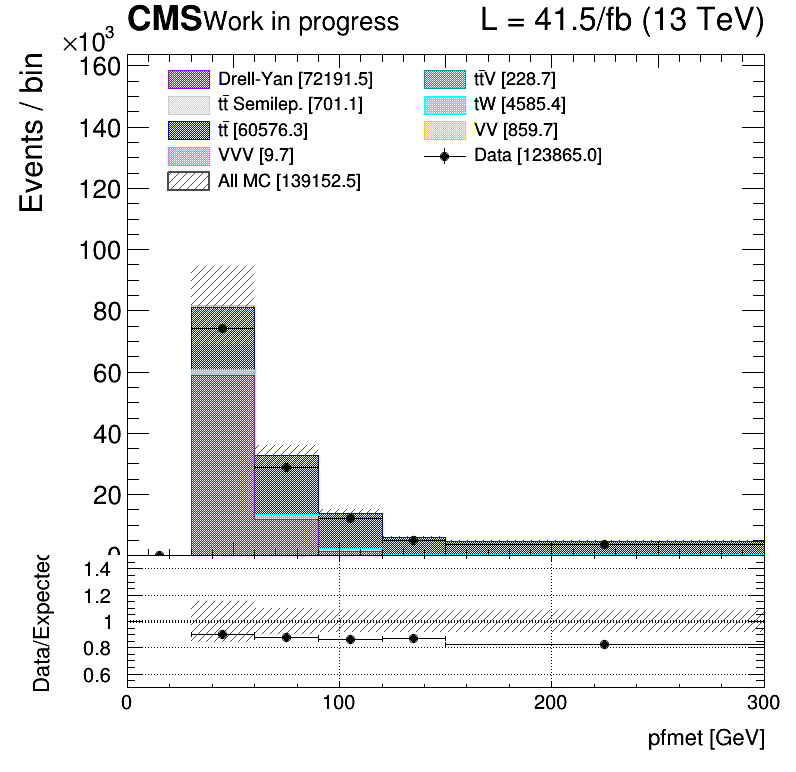 CMS Work in progress L = 41.5/fb (13 TeV)
×10³
Events / bin
Drell-Yan [72191.5] tt̄V [228.7]
tt̄ Semilep. [701.1] tW [4585.4]
tt̄ [60576.3] VV [859.7]
VVV [9.7] Data [123865.0]
All MC [139152.5]
160
140
120
100
80
60
40
20
0
Data/Expected
1.4
1.2
1
0.8
0.6
0 100 200 300
pfmet [GeV]